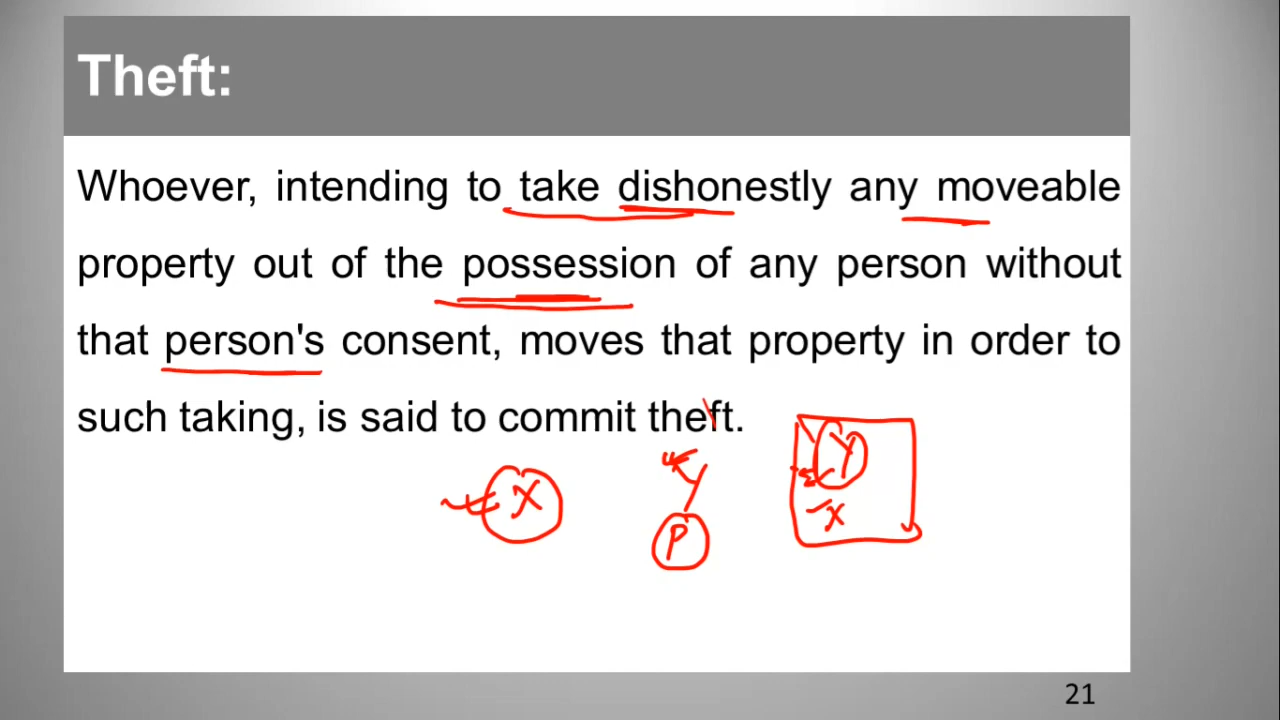 Theft:
Whoever, intending to take dishonestly any moveable
property out of the possession of any person without
that person's consent, moves that property in order to
such taking, is said to commit theft.
X
Y
P
Y
X
21